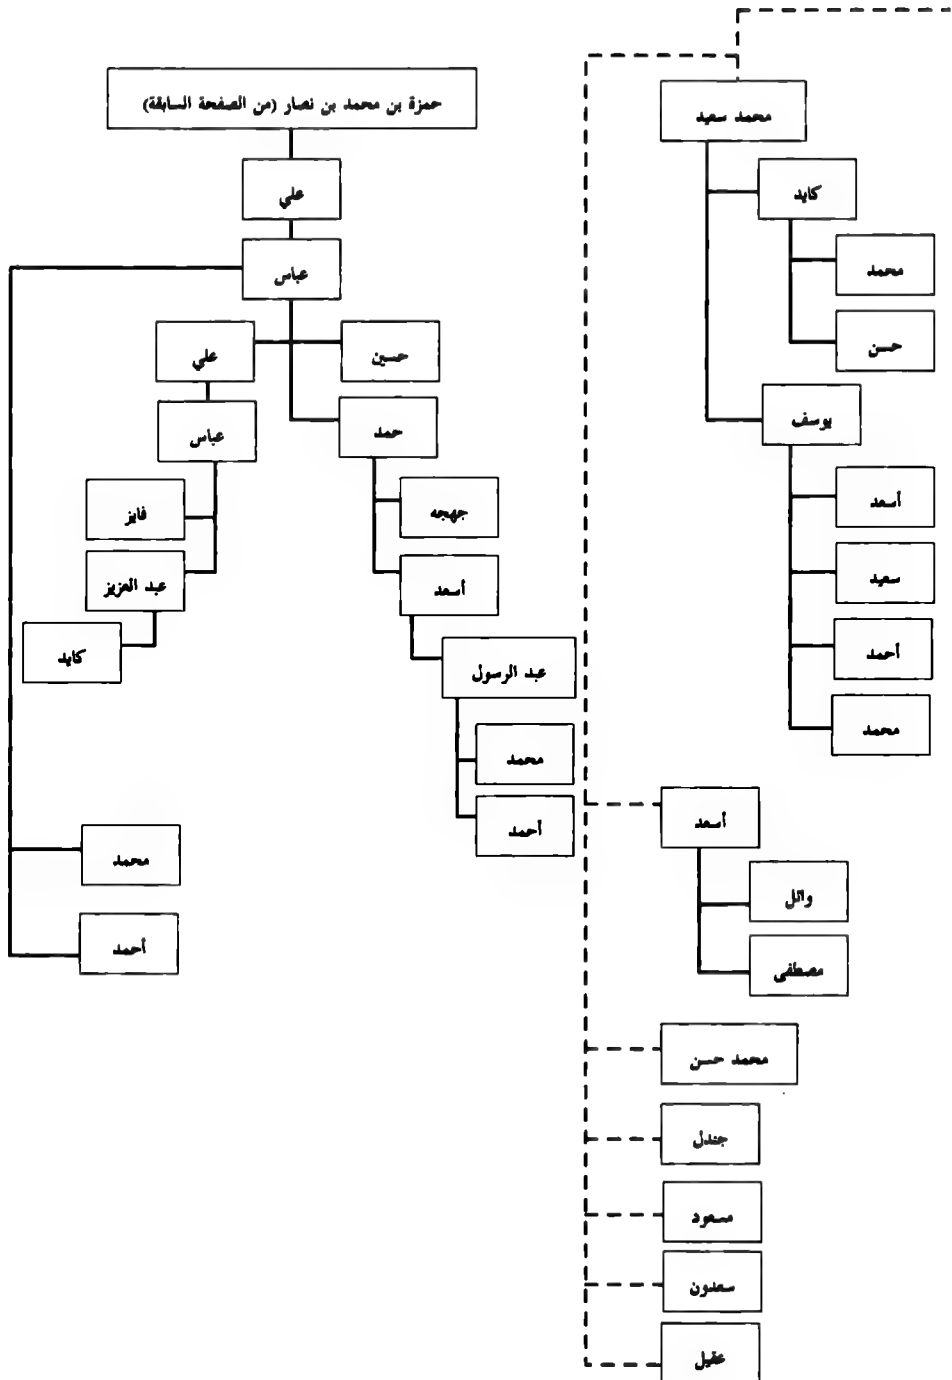 محمد سعيد
كايد
محمد
حسن
يوسف
أسعد
سعيد
أحمد
محمد
أسعد
وائل
مصطفى
محمد حسن
جندل
مسعود
سعدون
عقيل
حمزة بن محمد بن نصار (من الصفحة السابقة)
علي
عباس
حسين
علي
حمد
عباس
جهجه
فايز
أسعد
عبد العزيز
عبد الرسول
كايد
محمد
أحمد
محمد
أحمد